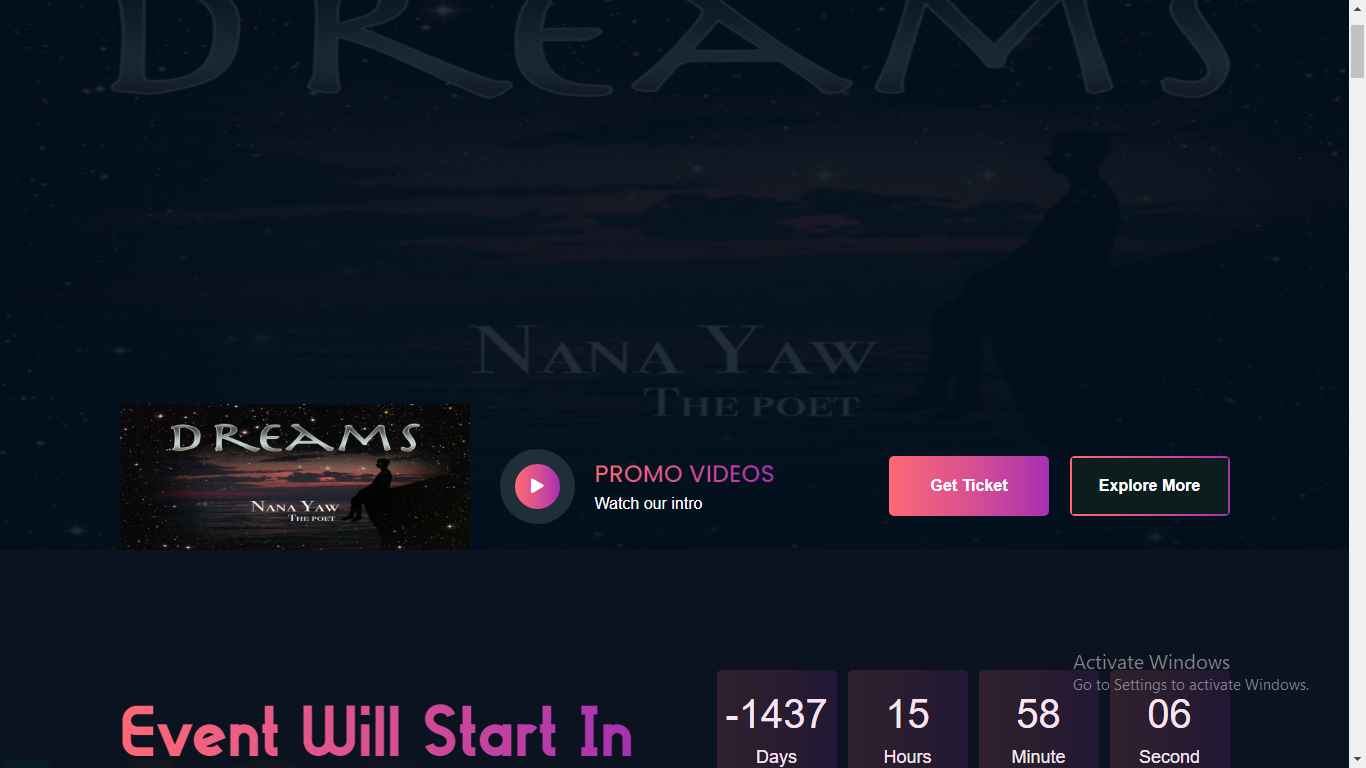 DREAMS
NANA YAW
THE POET
DREAMS
NANA YAW
THE POET
PROMO VIDEOS
Watch our intro
Get Ticket
Explore More
Event Will Start In
-1437
Days
15
Hours
58
Minute
06
Second
Activate Windows
Go to Settings to activate Windows.